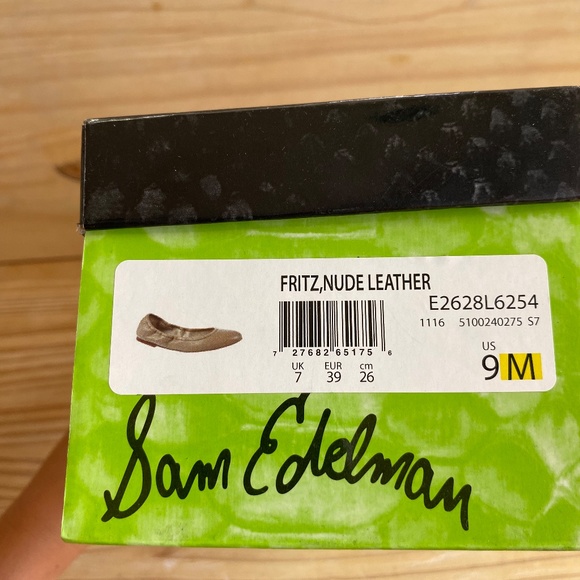 FRITZ,NUDE LEATHER
E2628L6254
1116 5100240275 S7
7 27682 65175 6
UK EUR cm
7 39 26
US
9 M
Sam Edelman